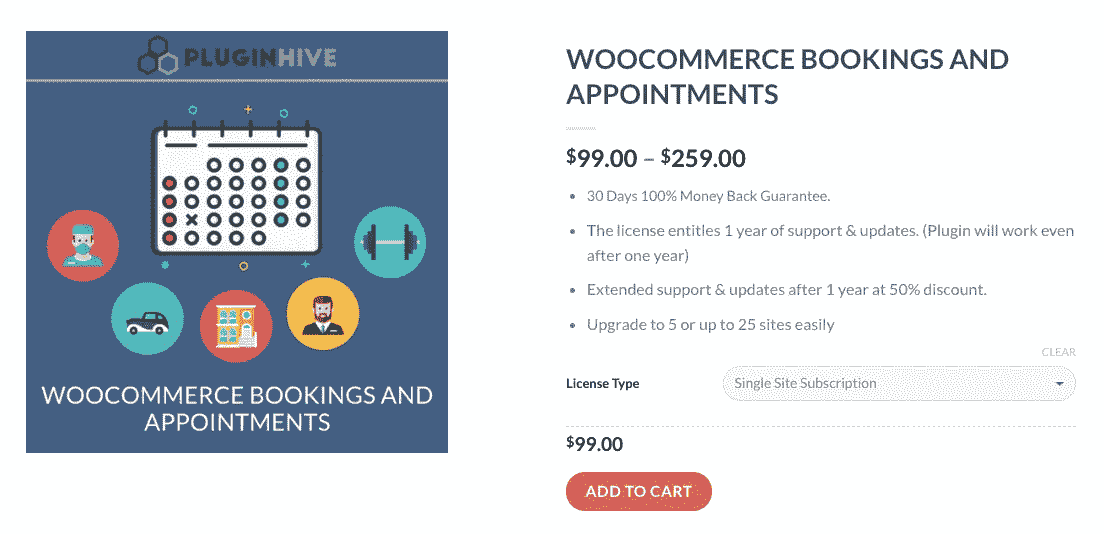 PLUGINHIVE
WOOCOMMERCE BOOKINGS AND
APPOINTMENTS
WOOCOMMERCE BOOKINGS AND
APPOINTMENTS
$99.00 – $259.00
• 30 Days 100% Money Back Guarantee.
• The license entitles 1 year of support & updates. (Plugin will work even
after one year)
• Extended support & updates after 1 year at 50% discount.
• Upgrade to 5 or up to 25 sites easily
CLEAR
License Type
Single Site Subscription
$99.00
ADD TO CART